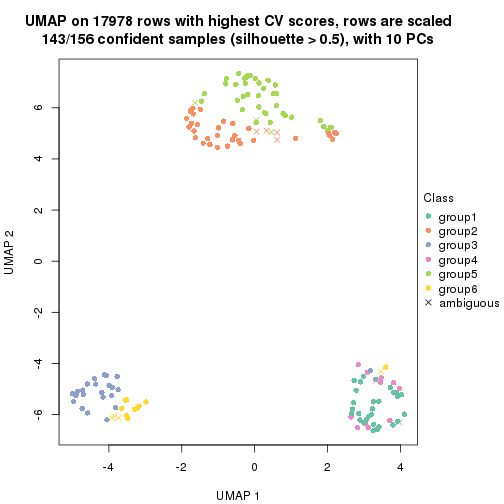 UMAP on 17978 rows with highest CV scores, rows are scaled
143/156 confident samples (silhouette > 0.5), with 10 PCs
6
4
2
0
-2
-4
-6
UMAP 2
-4
-2
0
2
4
UMAP 1
Class
group1
group2
group3
group4
group5
group6
ambiguous